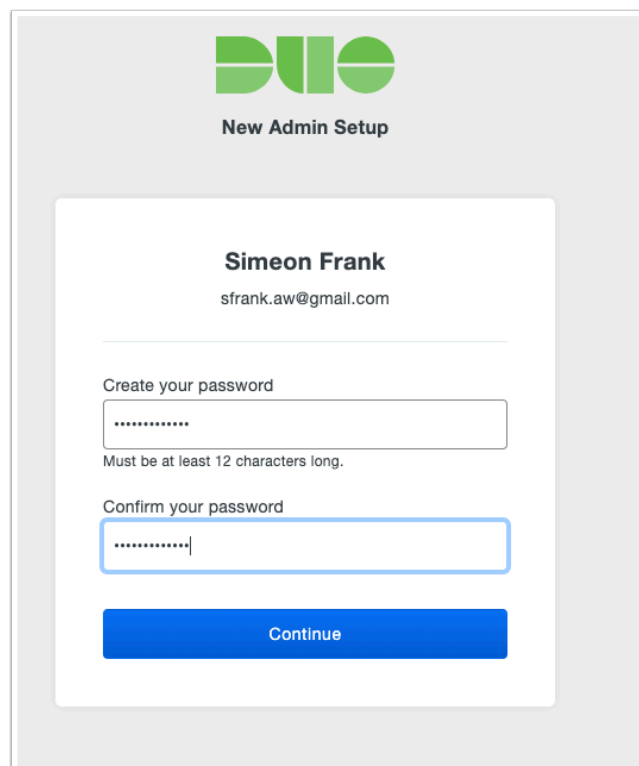 DUO
New Admin Setup
Simeon Frank
sfrank.aw@gmail.com
Create your password
•••••••••••••
Must be at least 12 characters long.
Confirm your password
•••••••••••••
Continue